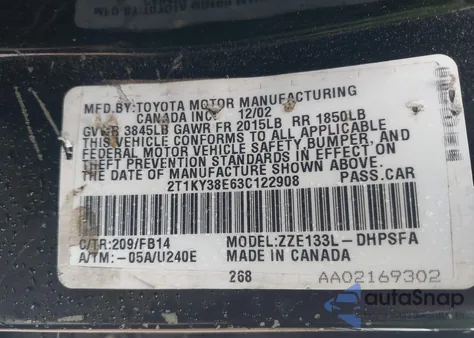 MFD.BY:TOYOTA MOTOR MANUFACTURING
CANADA INC. 12/02
GVWR 3845LB GAWR FR 2015LB RR 1850LB
THIS VEHICLE CONFORMS TO ALL APPLICABLE
FEDERAL MOTOR VEHICLE SAFETY, BUMPER, AND
THEFT PREVENTION STANDARDS IN EFFECT ON
THE DATE OF MANUFACTURE SHOWN ABOVE.
2T1KY38E63C122908 PASS.CAR
C/TR:209/FB14 MODEL:ZZE133L-DHPSFA
A/TM:-05A/U240E MADE IN CANADA
268 AA02169302
autoSnap